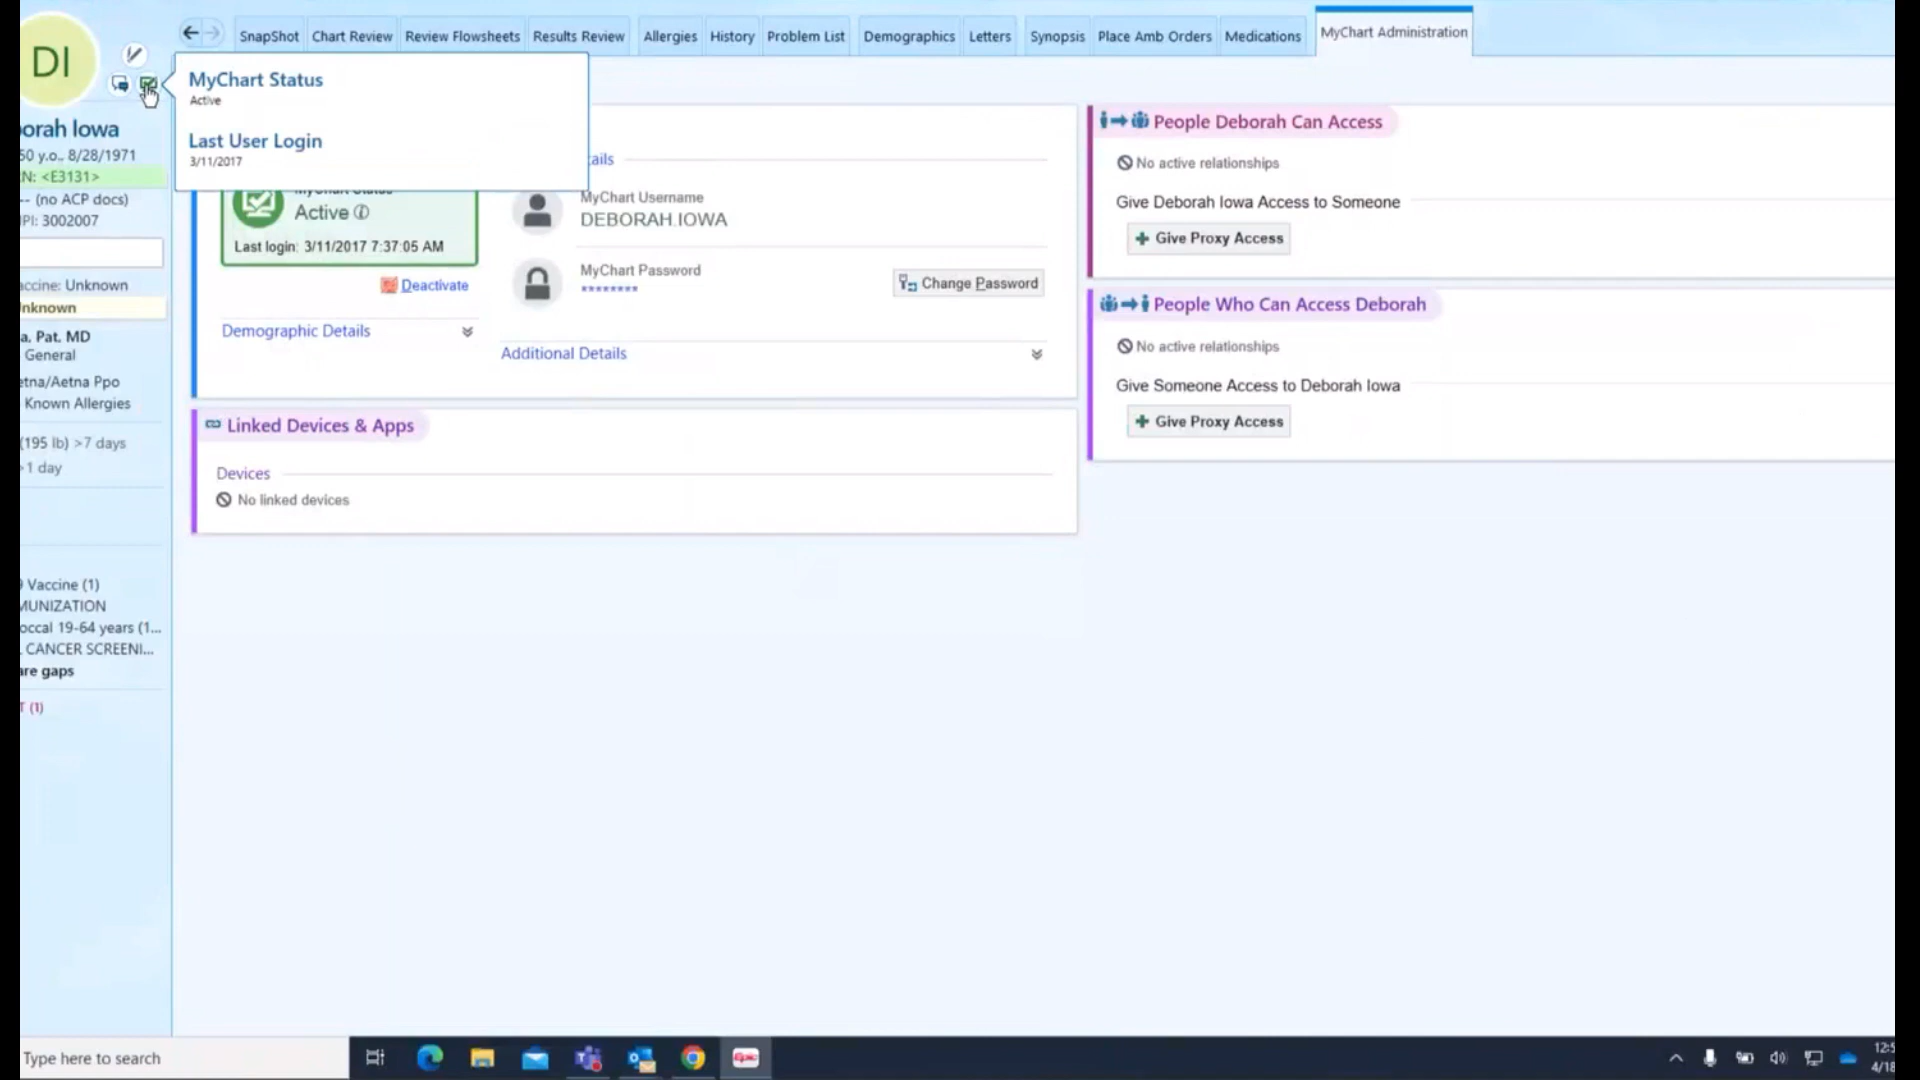 DI
SnapShot
Chart Review
Review Flowsheets
Results Review
Allergies
History
Problem List
Demographics
Letters
Synopsis
Place Amb Orders
Medications
MyChart Administration
MyChart Status
Active
Last User Login
3/11/2017
orah Iowa
50 y.o., 8/28/1971
N: <E3131>
-- (no ACP docs)
PI: 3002007
ccine: Unknown
nknown
a, Pat, MD
General
etna/Aetna Ppo
Known Allergies
(195 lb) >7 days
>1 day
Vaccine (1)
MUNIZATION
occal 19-64 years (1...
CANCER SCREENI...
are gaps
T (1)
ails
Active
Last login: 3/11/2017 7:37:05 AM
Deactivate
Demographic Details
MyChart Username
DEBORAH.IOWA
MyChart Password
********
Change Password
Additional Details
Linked Devices & Apps
Devices
No linked devices
People Deborah Can Access
No active relationships
Give Deborah Iowa Access to Someone
Give Proxy Access
People Who Can Access Deborah
No active relationships
Give Someone Access to Deborah Iowa
Give Proxy Access
Type here to search
Epic
12:5
4/18